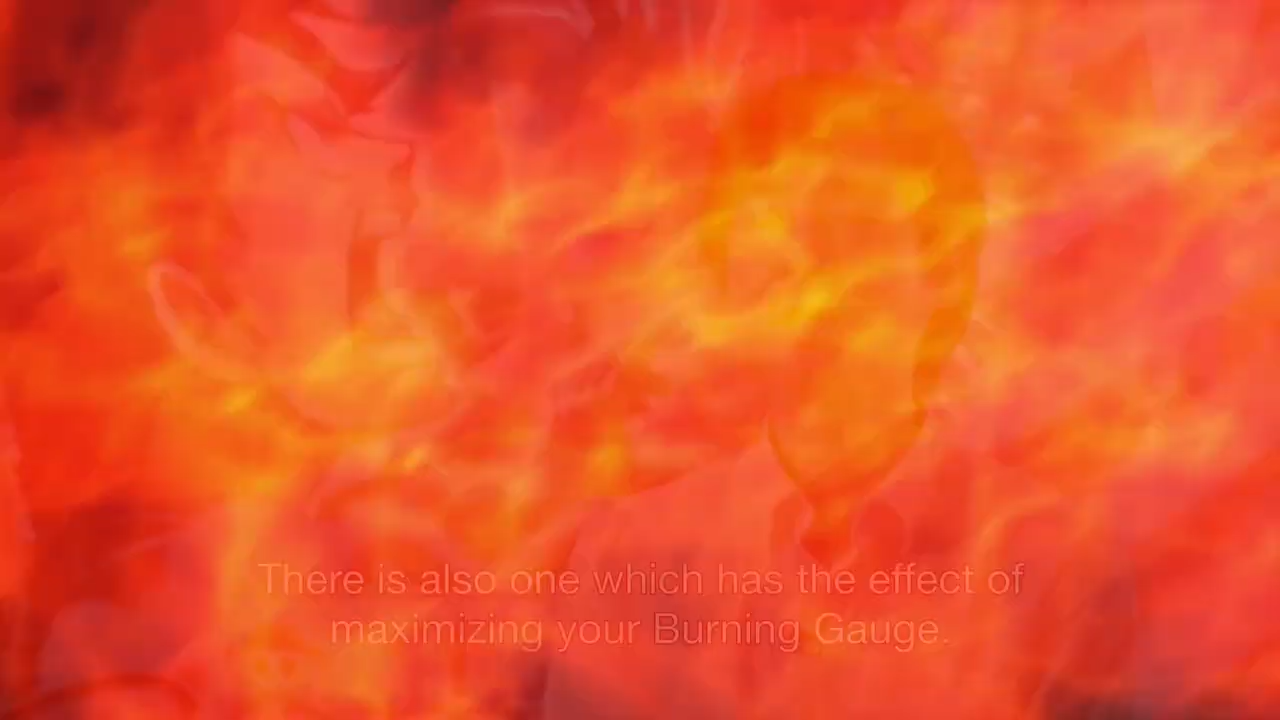 There is also one which has the effect of
maximizing your Burning Gauge.